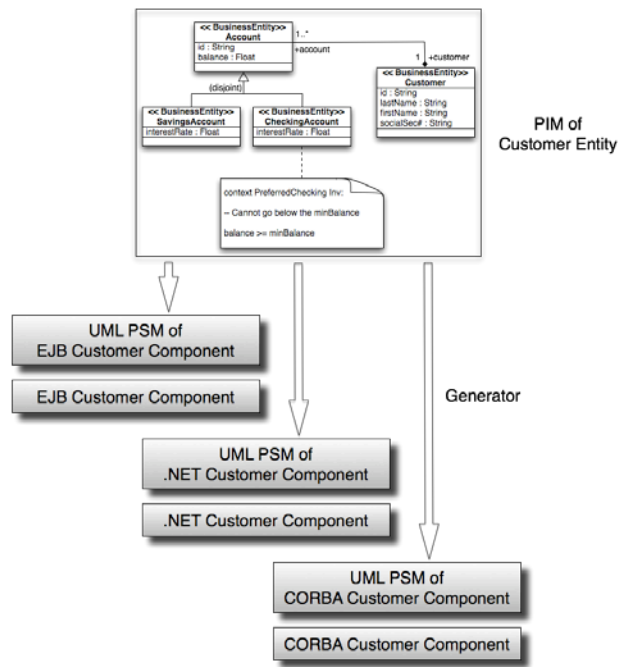 << BusinessEntity>>
Account
id : String
balance : Float
1..*
+account
1
+customer
<< BusinessEntity>>
Customer
id : String
lastName : String
firstName : String
socialSec# : String
(disjoint)
<< BusinessEntity>>
SavingsAccount
interestRate : Float
<< BusinessEntity>>
CheckingAccount
interestRate : Float
PIM of
Customer Entity
context PreferredChecking Inv:
-- Cannot go below the minBalance
balance >= minBalance
UML PSM of
EJB Customer Component
EJB Customer Component
Generator
UML PSM of
.NET Customer Component
.NET Customer Component
UML PSM of
CORBA Customer Component
CORBA Customer Component